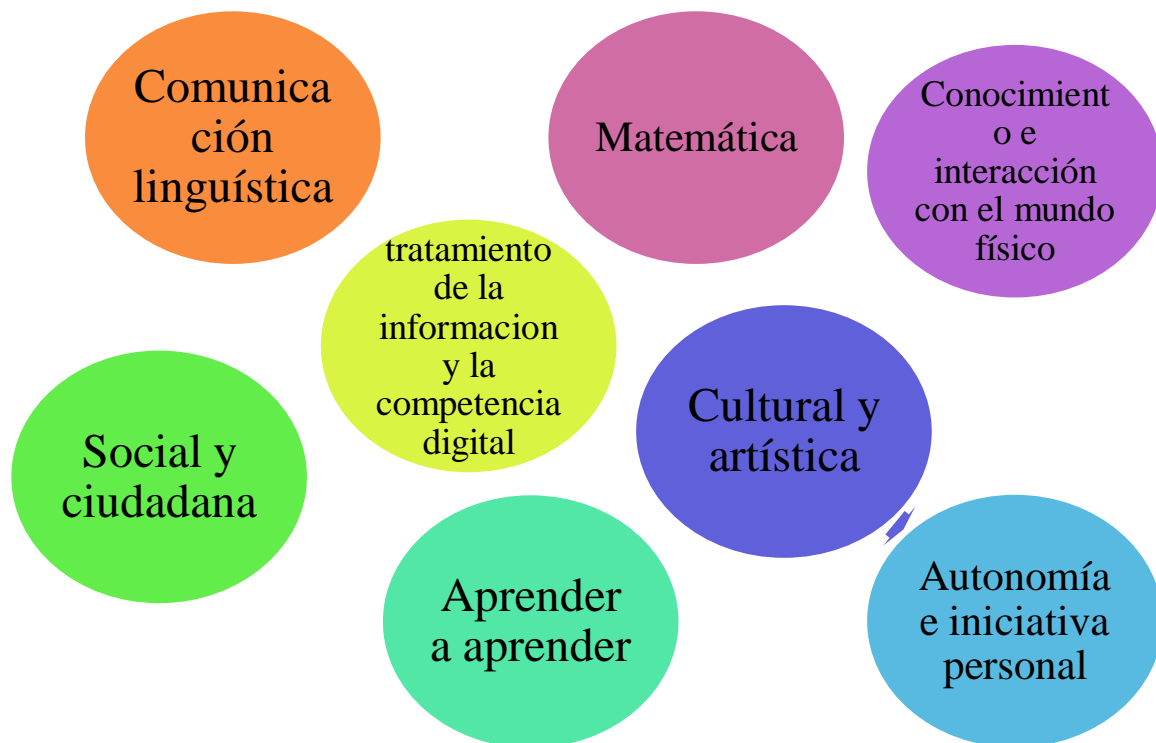 Comunica
ción
linguística
Matemática
Conocimient
o e
interacción
con el mundo
físico
tratamiento
de la
informacion
y la
competencia
digital
Cultural y
artística
Social y
ciudadana
Aprender
a aprender
Autonomía
e iniciativa
personal